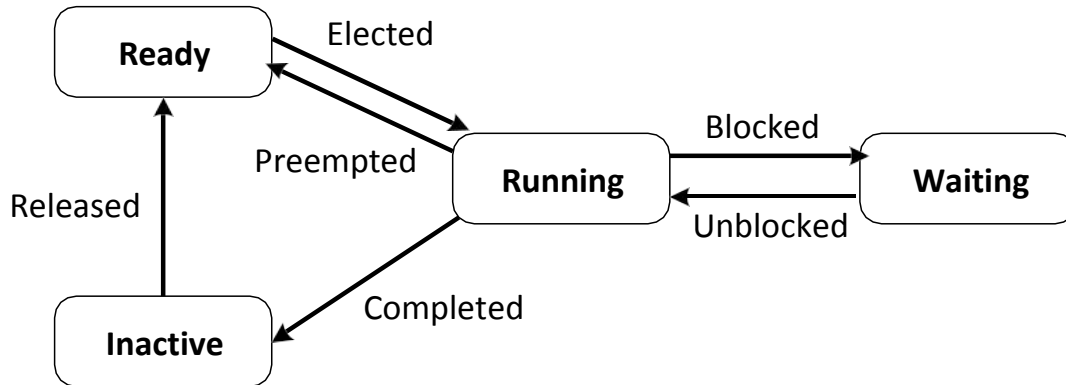 Ready
Elected
Preempted
Blocked
Running
Waiting
Released
Unblocked
Completed
Inactive